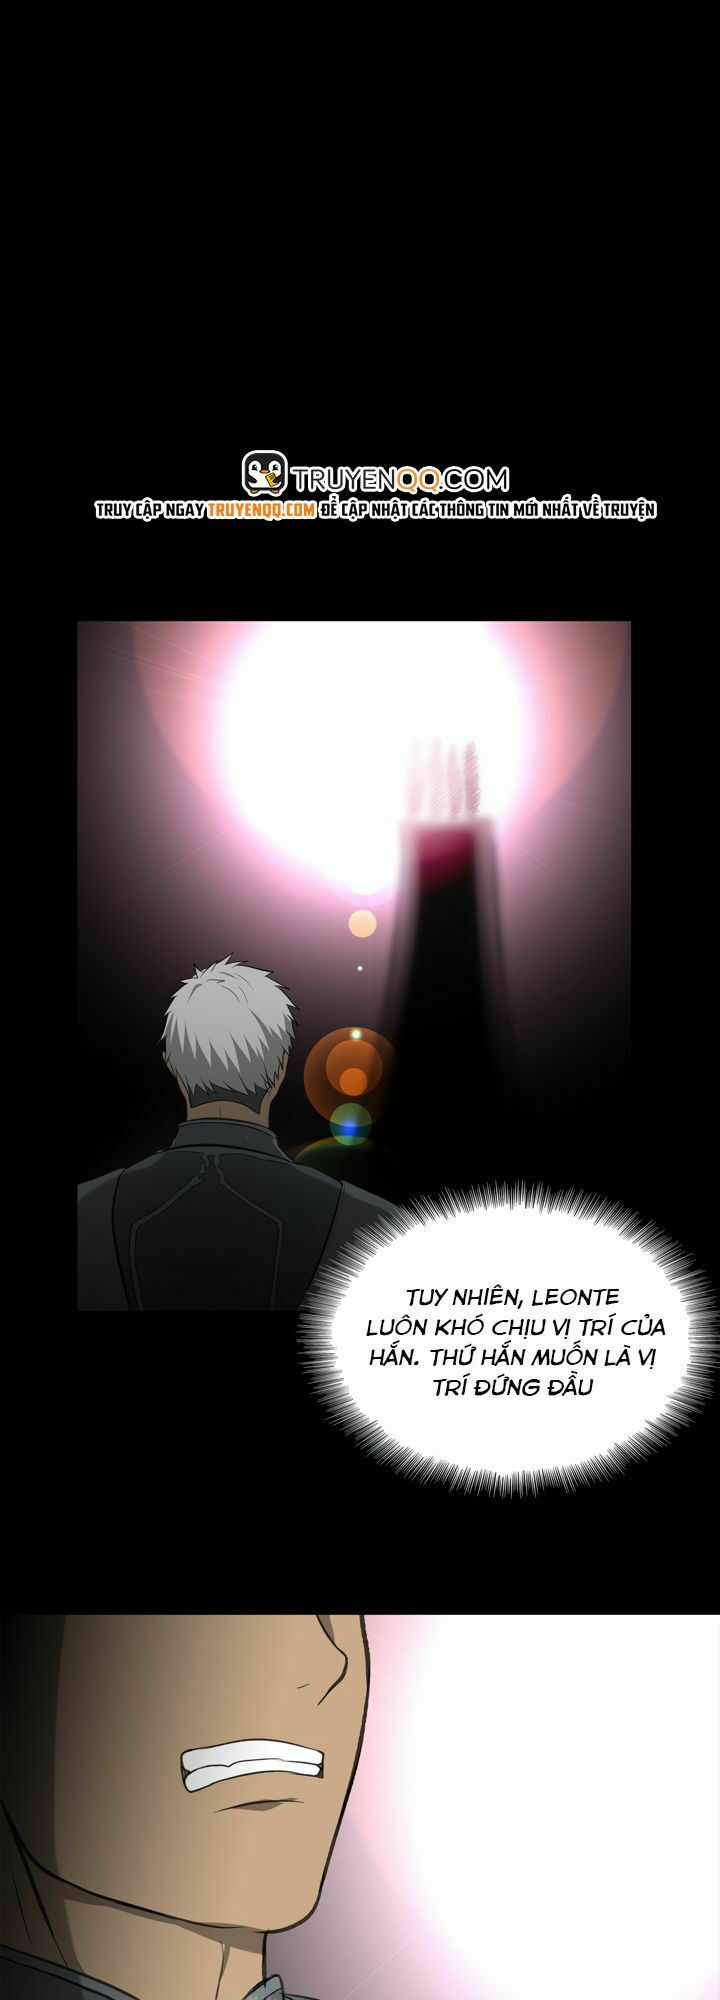 TRUYENQQ.COM
TRUY CẬP NGAY TRUYENQQ.COM ĐỂ CẬP NHẬT CÁC THÔNG TIN MỚI NHẤT VỀ TRUYỆN
TUY NHIÊN, LEONTE
LUÔN KHÓ CHỊU VỊ TRÍ CỦA
HẮN. THỨ HẮN MUỐN LÀ VỊ
TRÍ ĐỨNG ĐẦU